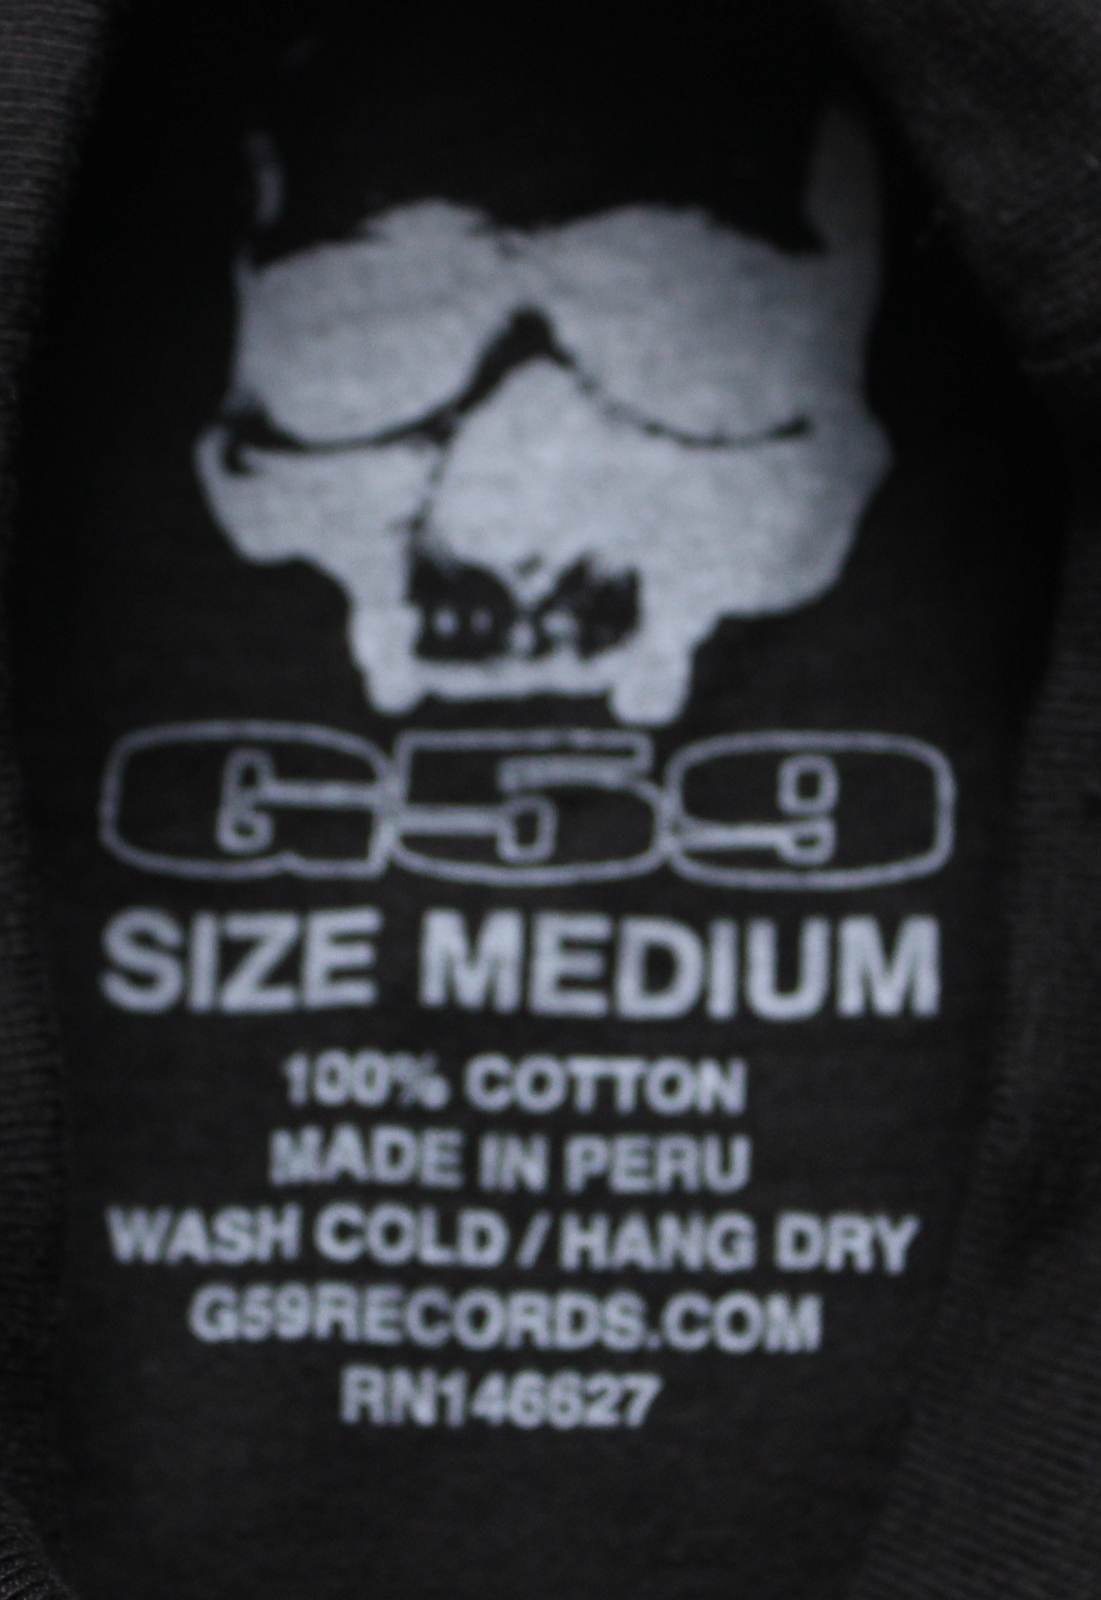 G59
SIZE MEDIUM
100% COTTON
MADE IN PERU
WASH COLD / HANG DRY
G59RECORDS.COM
RN146627